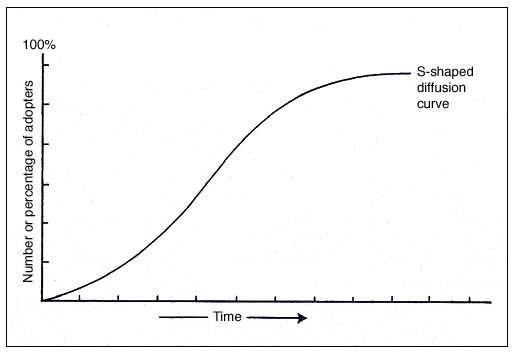 100%
Number or percentage of adopters
S-shaped
diffusion
curve
Time